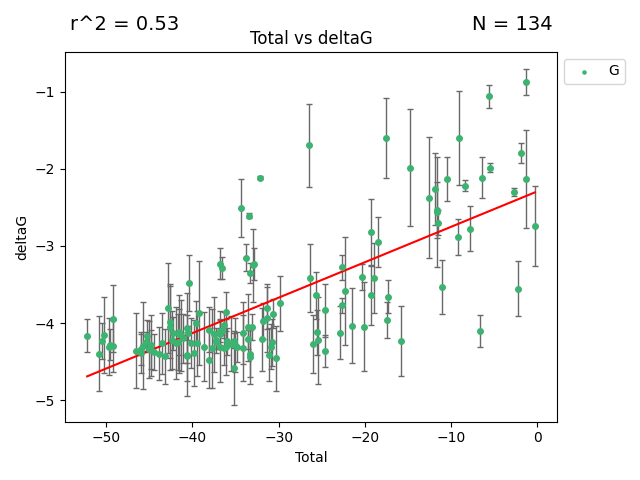 r^2 = 0.53
N = 134
Total vs deltaG
G
−1
−2
−3
−4
−5
deltaG
−50
−40
−30
−20
−10
0
Total